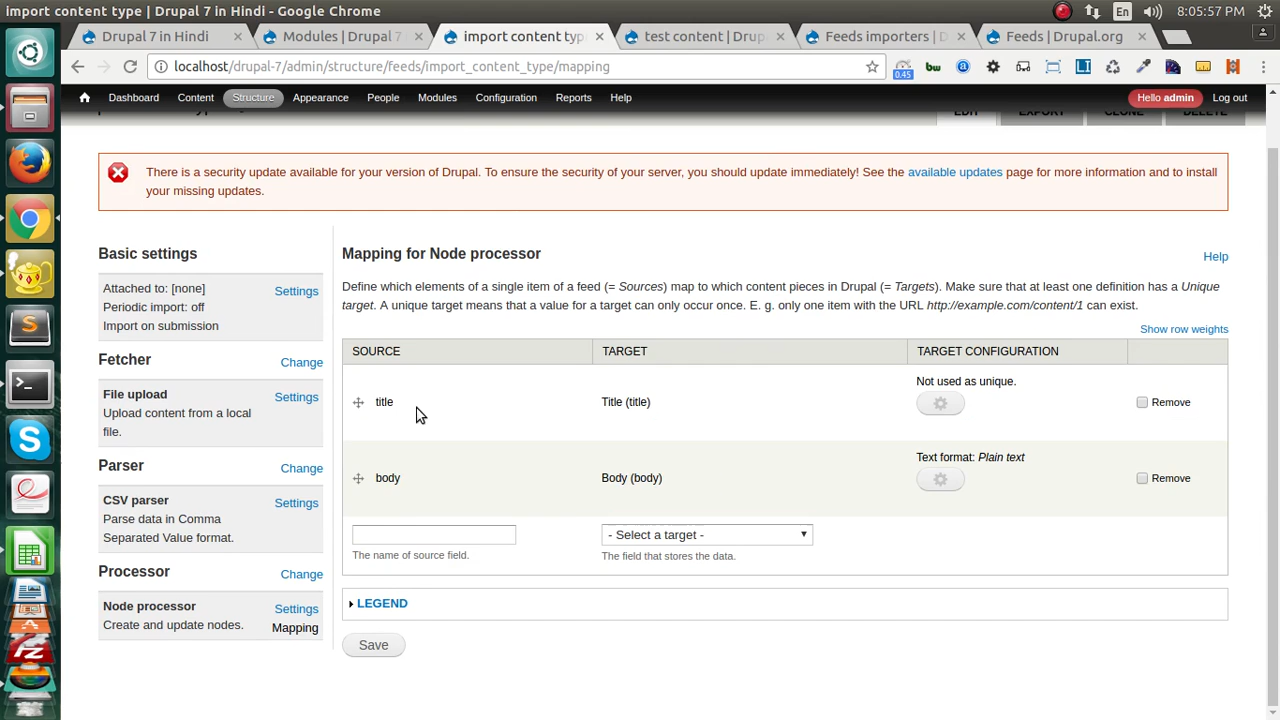 import content type | Drupal 7 in Hindi - Google Chrome
En
8:05:57 PM
Drupal 7 in Hindi
Modules | Drupal 7
import content typ
test content | Drup
Feeds importers | D
Feeds | Drupal.org
localhost/drupal-7/admin/structure/feeds/import_content_type/mapping
0.45
bw
Dashboard
Content
Structure
Appearance
People
Modules
Configuration
Reports
Help
Hello admin
Log out
EDIT
EXPORT
CLONE
DELETE
There is a security update available for your version of Drupal. To ensure the security of your server, you should update immediately! See the available updates page for more information and to install
your missing updates.
Basic settings
Attached to: [none]
Settings
Periodic import: off
Import on submission
Fetcher
Change
File upload
Settings
Upload content from a local
file.
Parser
Change
CSV parser
Settings
Parse data in Comma
Separated Value format.
Processor
Change
Node processor
Settings
Create and update nodes.
Mapping
Mapping for Node processor
Help
Define which elements of a single item of a feed (= Sources) map to which content pieces in Drupal (= Targets). Make sure that at least one definition has a Unique
target. A unique target means that a value for a target can only occur once. E. g. only one item with the URL http://example.com/content/1 can exist.
Show row weights
SOURCE
TARGET
TARGET CONFIGURATION
title
Title (title)
Not used as unique.
Remove
body
Body (body)
Text format: Plain text
Remove
- Select a target -
The name of source field.
The field that stores the data.
LEGEND
Save